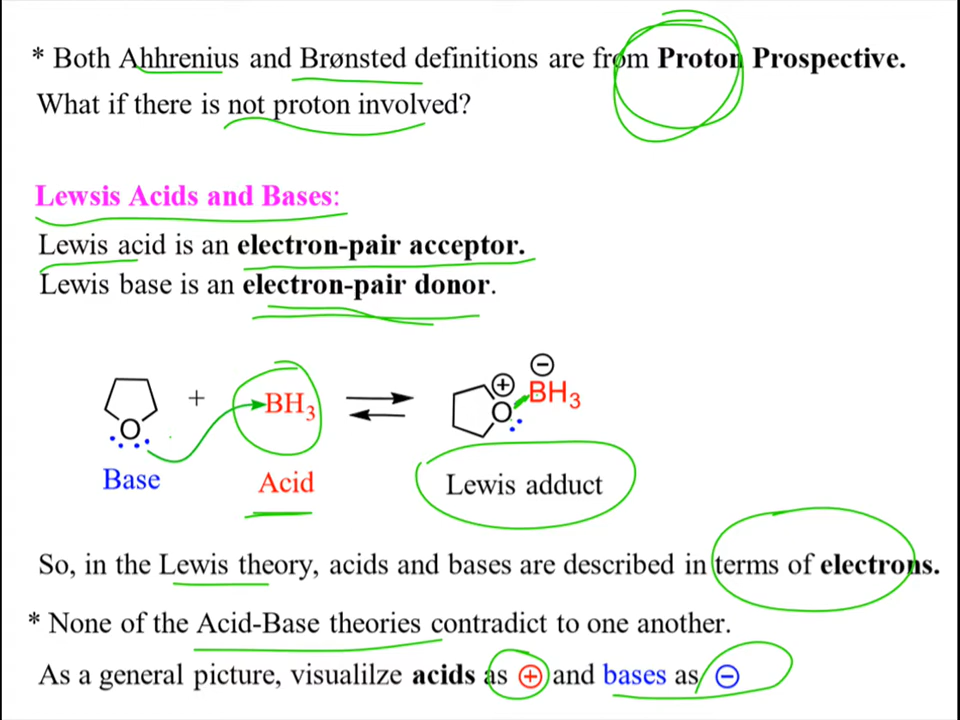 * Both Ahhrenius and Brønsted definitions are from Proton Prospective.
What if there is not proton involved?
Lewsis Acids and Bases:
Lewis acid is an electron-pair acceptor.
Lewis base is an electron-pair donor.
O + BH3 ⇌ O ⊕ BH3 ⊖
Base Acid Lewis adduct
So, in the Lewis theory, acids and bases are described in terms of electrons.
* None of the Acid-Base theories contradict to one another.
As a general picture, visualilze acids as ⊕ and bases as ⊖